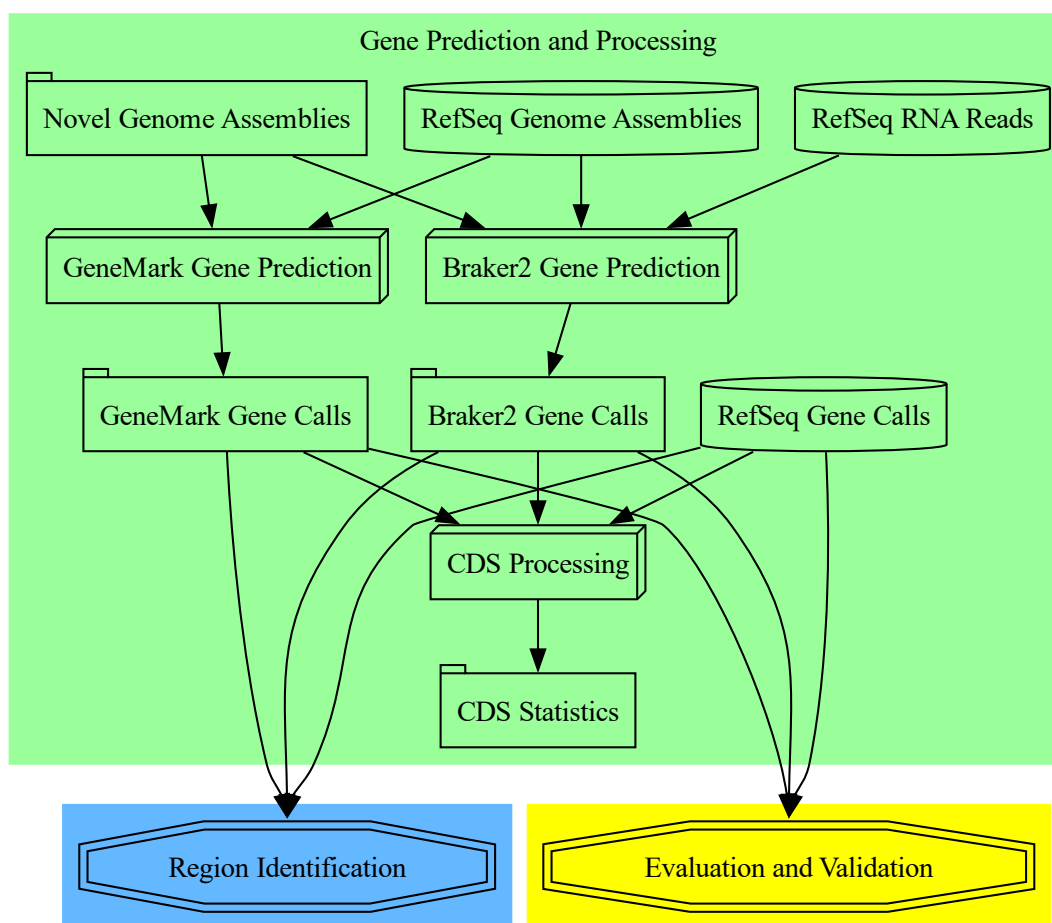 Gene Prediction and Processing
Novel Genome Assemblies
RefSeq Genome Assemblies
RefSeq RNA Reads
GeneMark Gene Prediction
Braker2 Gene Prediction
GeneMark Gene Calls
Braker2 Gene Calls
RefSeq Gene Calls
CDS Processing
CDS Statistics
Region Identification
Evaluation and Validation